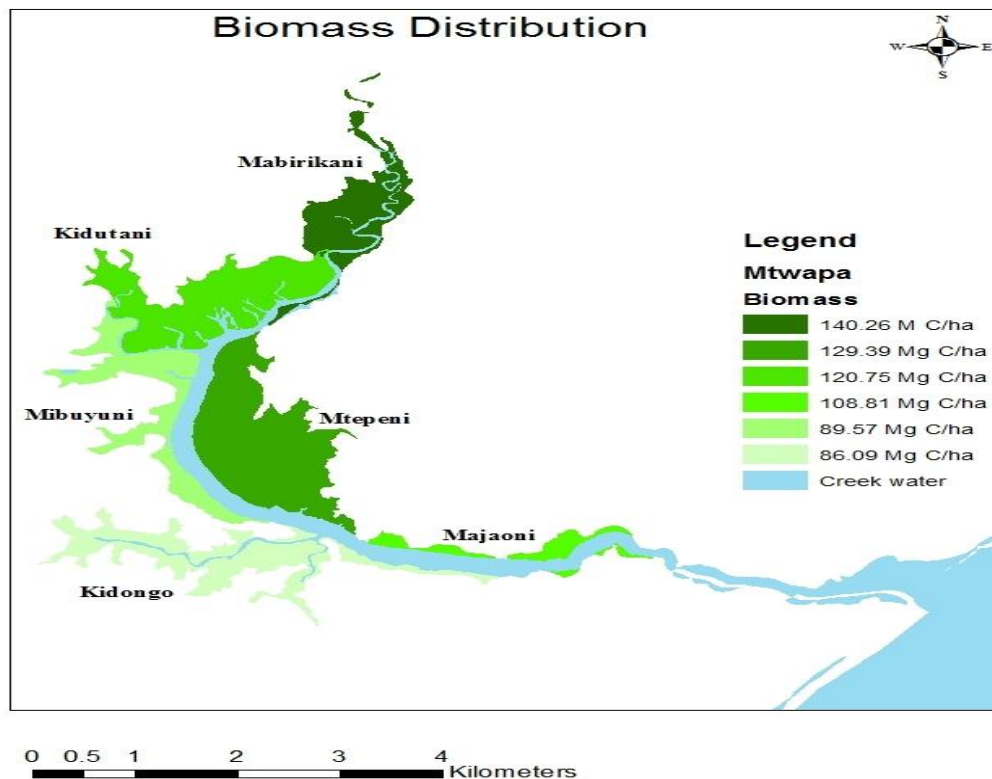 Biomass Distribution
N
W E
S
Mabirikani
Kidutani
Legend
Mtwapa
Biomass
140.26 M C/ha
129.39 Mg C/ha
120.75 Mg C/ha
108.81 Mg C/ha
89.57 Mg C/ha
86.09 Mg C/ha
Creek water
Mibuyuni
Mtepeni
Majaoni
Kidongo
0 0.5 1 2 3 4
Kilometers